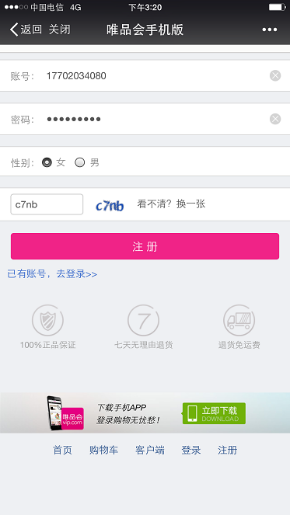 中国电信 4G 下午3:20
返回 关闭 唯品会手机版
账号： 17702034080
密码： ●●●●●●●●●
性别： 女 男
c7nb c7nb 看不清？换一张
注 册
已有账号，去登录>>
7
100%正品保证 七天无理由退货 退货免运费
唯品会
vip.com
下载手机APP
登录购物无忧愁！
立即下载
DOWNLOAD
首页 购物车 客户端 登录 注册